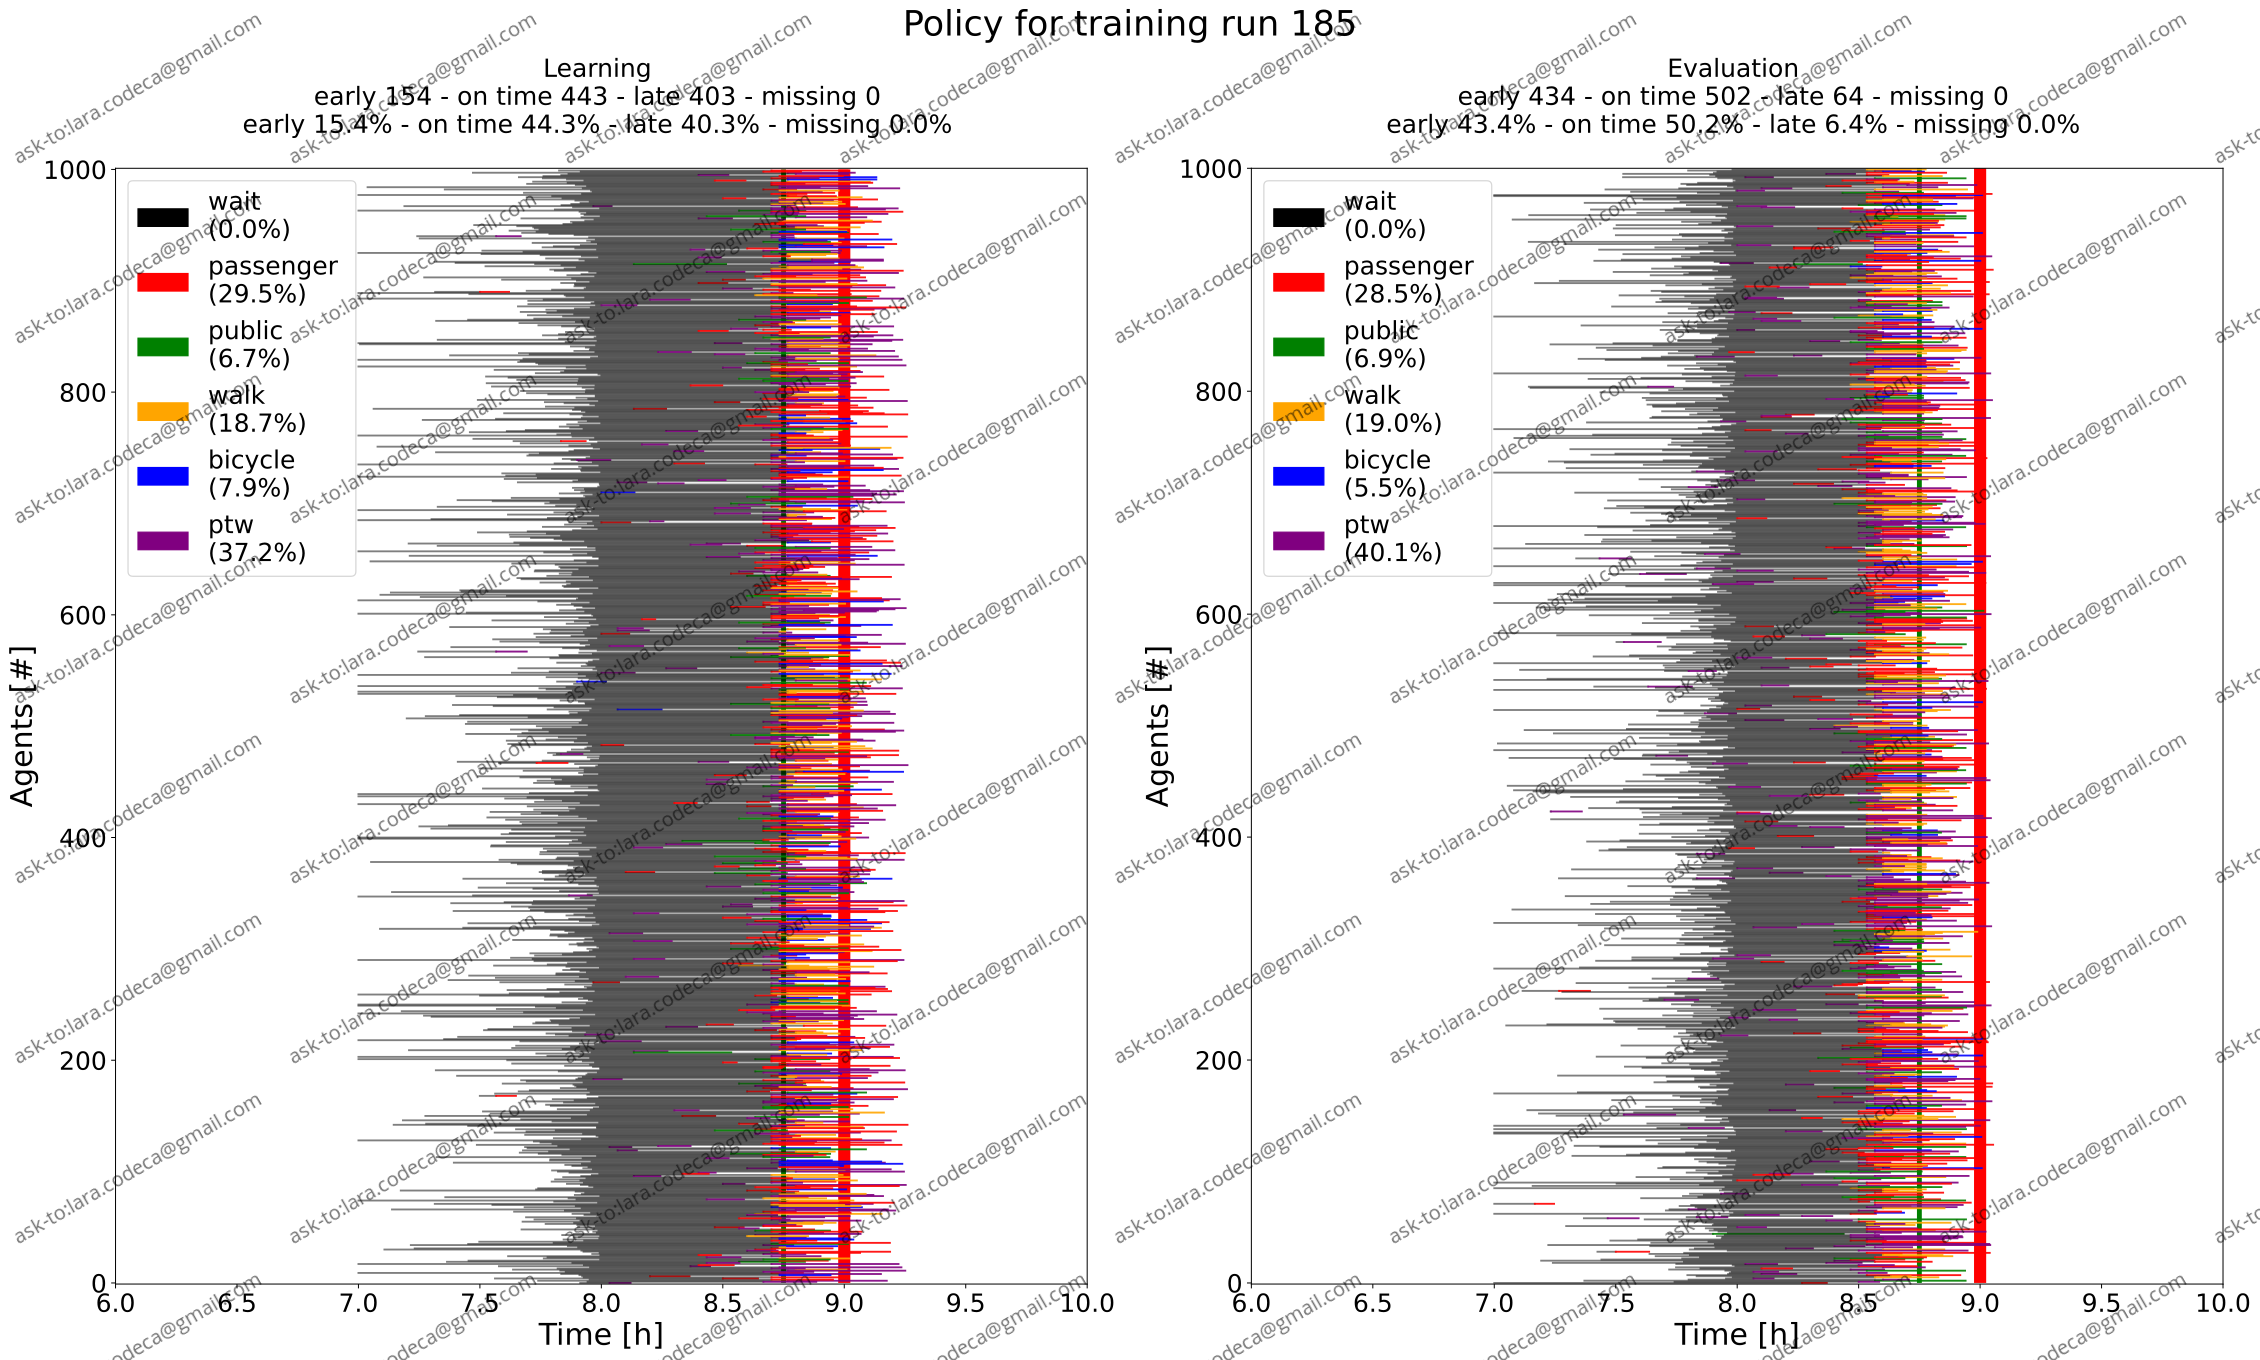 Policy for training run 185
Learning
early 154 - on time 443 - late 403 - missing 0
early 15.4% - on time 44.3% - late 40.3% - missing 0.0%
1000
800
600
400
200
0
Agents [#]
wait
(0.0%)
passenger
(29.5%)
public
(6.7%)
walk
(18.7%)
bicycle
(7.9%)
ptw
(37.2%)
6.0 6.5 7.0 7.5 8.0 8.5 9.0 9.5 10.0
Time [h]
Evaluation
early 434 - on time 502 - late 64 - missing 0
early 43.4% - on time 50.2% - late 6.4% - missing 0.0%
1000
800
600
400
200
0
Agents [#]
wait
(0.0%)
passenger
(28.5%)
public
(6.9%)
walk
(19.0%)
bicycle
(5.5%)
ptw
(40.1%)
6.0 6.5 7.0 7.5 8.0 8.5 9.0 9.5 10.0
Time [h]
ask-to:lara.codeca@gmail.com